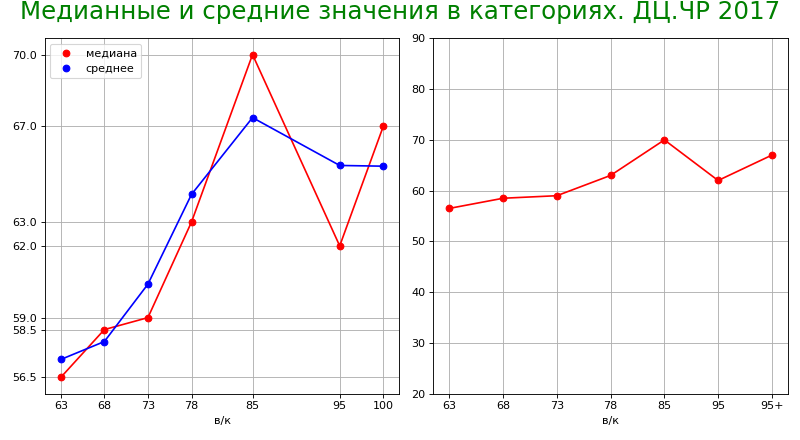 Медианные и средние значения в категориях. ДЦ.ЧР 2017
медиана
среднее
70.0
67.0
63.0
62.0
59.0
58.5
56.5
63 68 73 78 85 95 100
в/к
90
80
70
60
50
40
30
20
63 68 73 78 85 95 95+
в/к